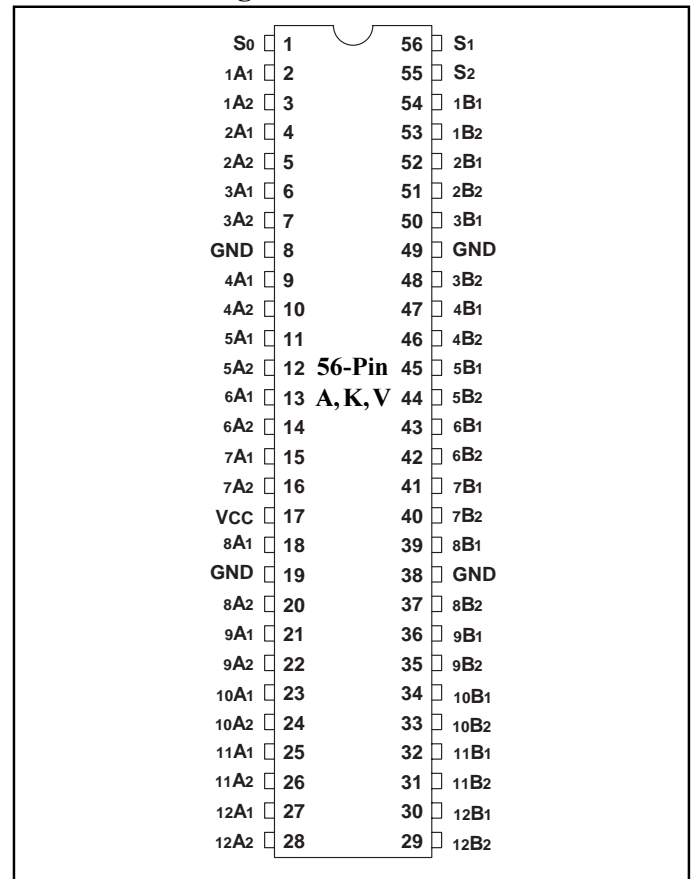 S0 1 56 S1
1A1 2 55 S2
1A2 3 54 1B1
2A1 4 53 1B2
2A2 5 52 2B1
3A1 6 51 2B2
3A2 7 50 3B1
GND 8 49 GND
4A1 9 48 3B2
4A2 10 47 4B1
5A1 11 46 4B2
5A2 12 56-Pin 45 5B1
6A1 13 A, K, V 44 5B2
6A2 14 43 6B1
7A1 15 42 6B2
7A2 16 41 7B1
VCC 17 40 7B2
8A1 18 39 8B1
GND 19 38 GND
8A2 20 37 8B2
9A1 21 36 9B1
9A2 22 35 9B2
10A1 23 34 10B1
10A2 24 33 10B2
11A1 25 32 11B1
11A2 26 31 11B2
12A1 27 30 12B1
12A2 28 29 12B2